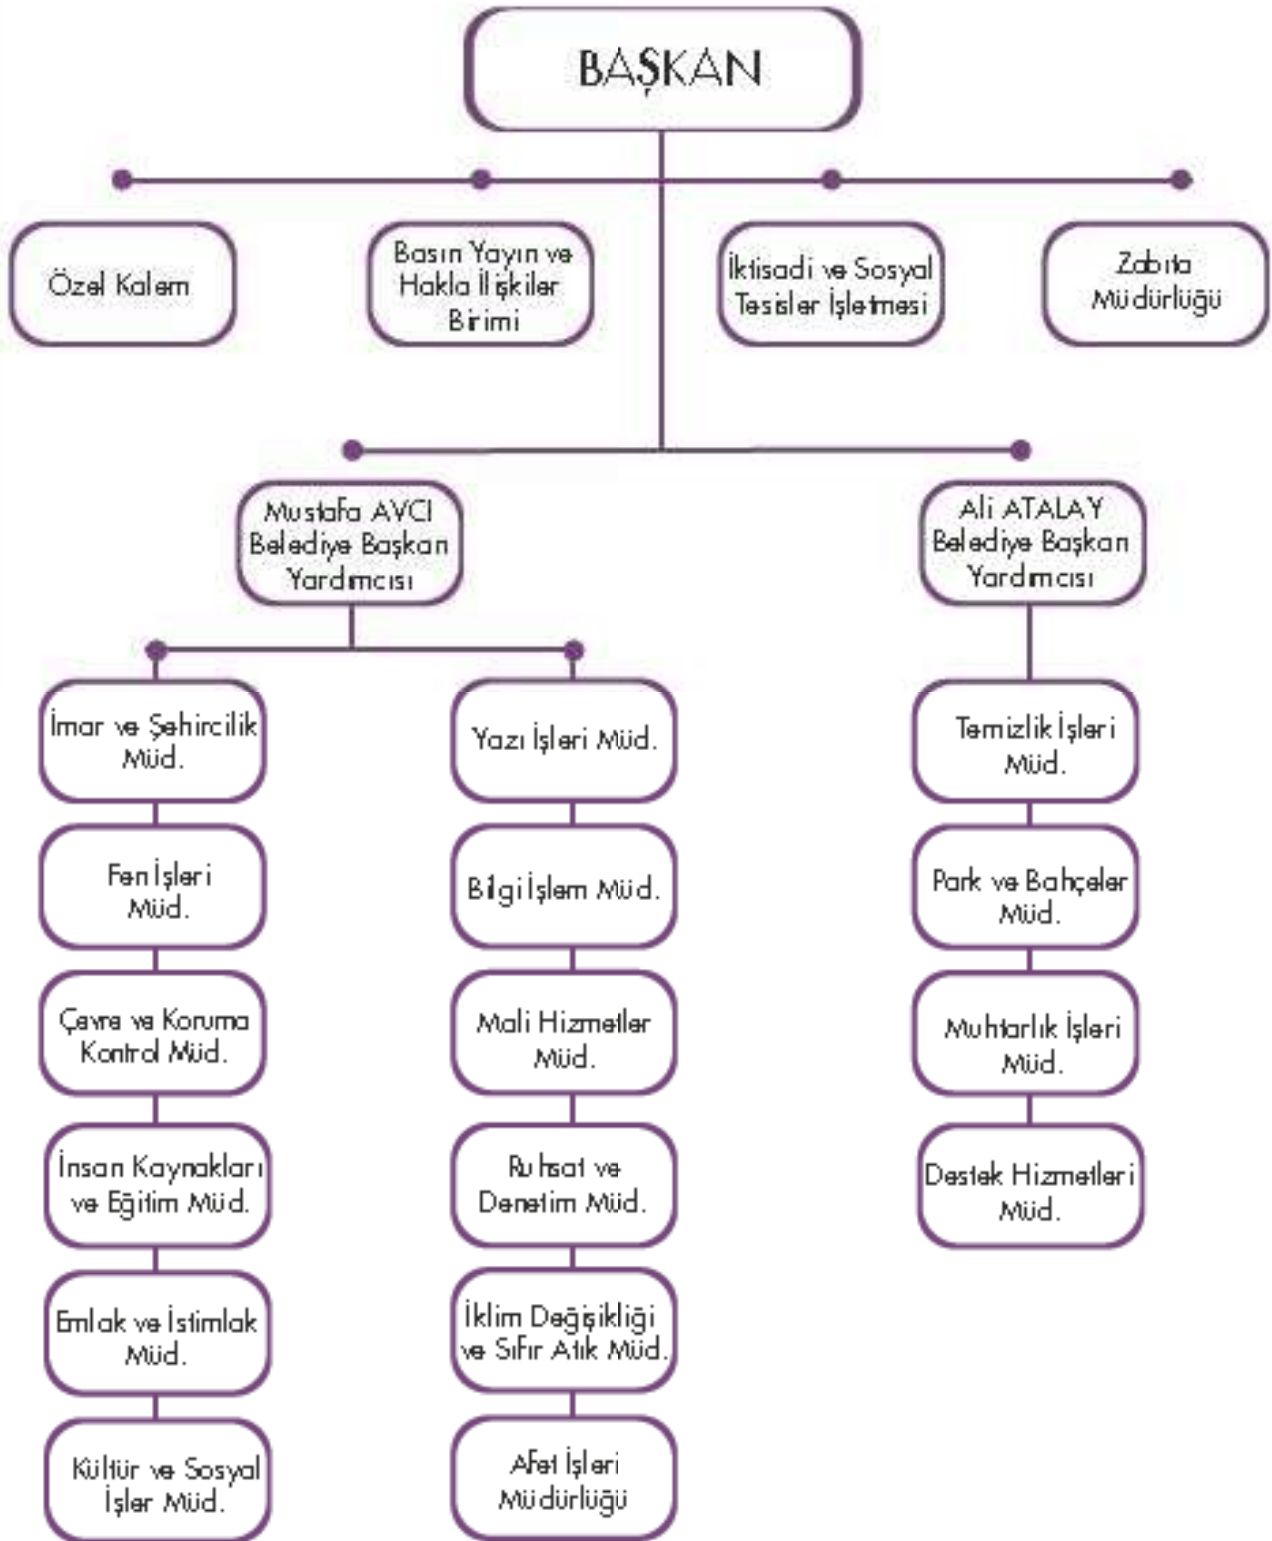 BAŞKAN
Özel Kalem
Basın Yayın ve
Hakla İlişkiler
Birimi
İktisadi ve Sosyal
Tesisler İşletmesi
Zabıta
Müdürlüğü
Mustafa AVCI
Belediye Başkan
Yardımcısı
Ali ATALAY
Belediye Başkan
Yardımcısı
İmar ve Şehircilik
Müd.
Fen İşleri
Müd.
Çevre ve Koruma
Kontrol Müd.
İnsan Kaynakları
ve Eğitim Müd.
Emlak ve İstimlak
Müd.
Kültür ve Sosyal
İşler Müd.
Yazı İşleri Müd.
Bilgi İşlem Müd.
Mali Hizmetler
Müd.
Ruhsat ve
Denetim Müd.
İklim Değişikliği
ve Sıfır Atık Müd.
Afet İşleri
Müdürlüğü
Temizlik İşleri
Müd.
Park ve Bahçeler
Müd.
Muhtarlık İşleri
Müd.
Destek Hizmetleri
Müd.